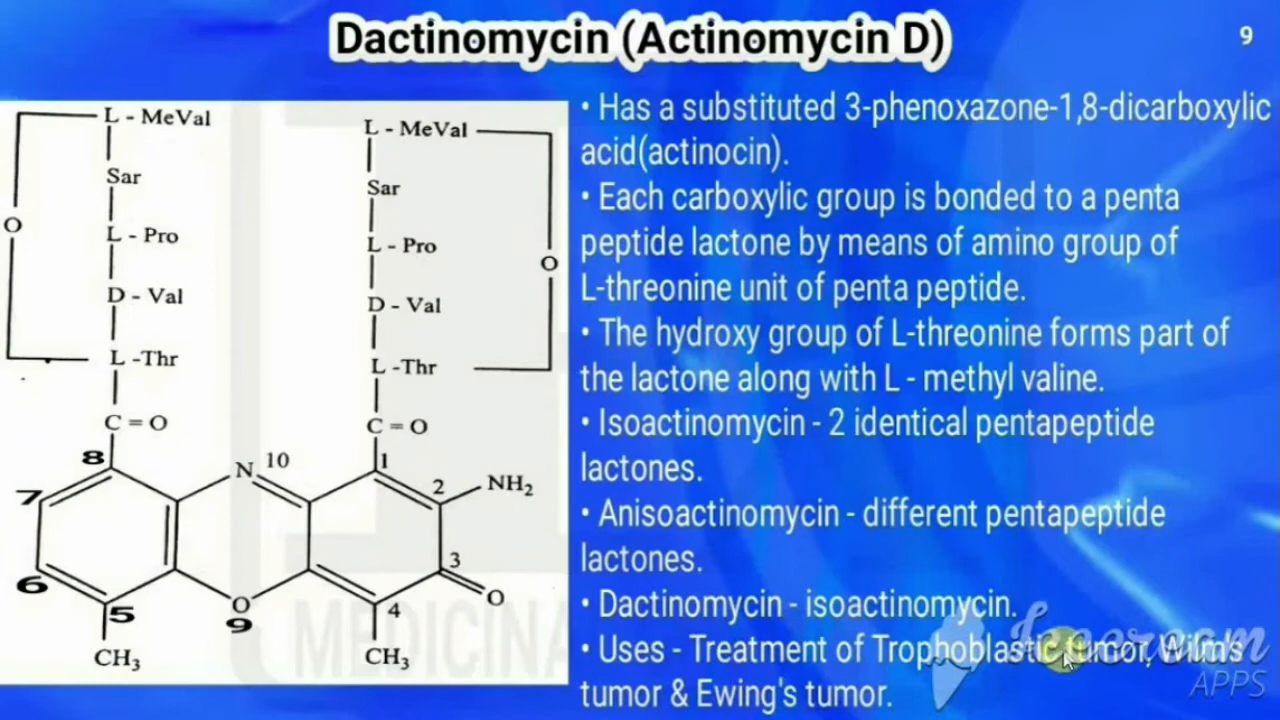 Dactinomycin (Actinomycin D)
9
L - MeVal
Sar
L - Pro
D - Val
L -Thr
C = O
O
L - MeVal
Sar
L - Pro
D - Val
L -Thr
C = O
O
8
7
6
5
N 10
O
9
1
2
NH₂
3
O
4
CH₃
CH₃
MEDICINA
• Has a substituted 3-phenoxazone-1,8-dicarboxylic
acid(actinocin).
• Each carboxylic group is bonded to a penta
peptide lactone by means of amino group of
L-threonine unit of penta peptide.
• The hydroxy group of L-threonine forms part of
the lactone along with L - methyl valine.
• Isoactinomycin - 2 identical pentapeptide
lactones.
• Anisoactinomycin - different pentapeptide
lactones.
• Dactinomycin - isoactinomycin.
• Uses - Treatment of Trophoblastic tumor, Wilm's
tumor & Ewing's tumor.
APPS